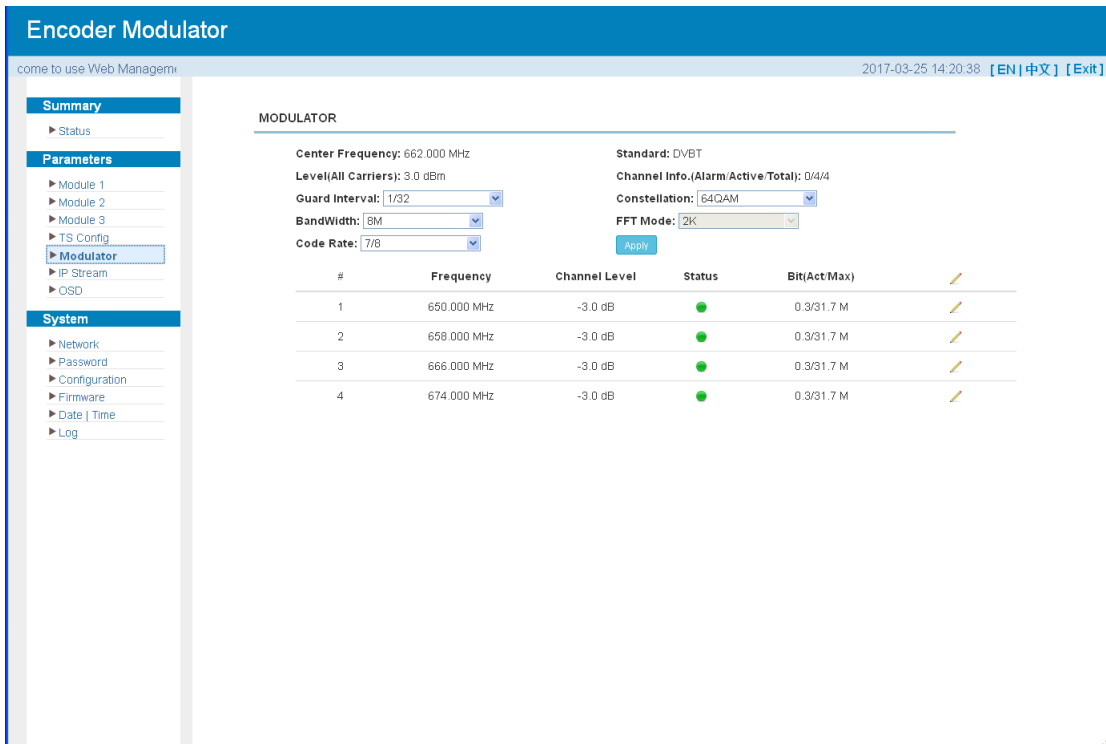 Encoder Modulator
come to use Web Managem
2017-03-25 14:20:38 [ EN | 中文 ] [ Exit ]
Summary
Status
Parameters
Module 1
Module 2
Module 3
TS Config
Modulator
IP Stream
OSD
System
Network
Password
Configuration
Firmware
Date | Time
Log
MODULATOR
Center Frequency: 662.000 MHz Standard: DVBT
Level(All Carriers): 3.0 dBm Channel Info.(Alarm/Active/Total): 0/4/4
Guard Interval: 1/32 Constellation: 64QAM
BandWidth: 8M FFT Mode: 2K
Code Rate: 7/8 Apply
# Frequency Channel Level Status Bit(Act/Max)
1 650.000 MHz -3.0 dB 0.3/31.7 M
2 658.000 MHz -3.0 dB 0.3/31.7 M
3 666.000 MHz -3.0 dB 0.3/31.7 M
4 674.000 MHz -3.0 dB 0.3/31.7 M